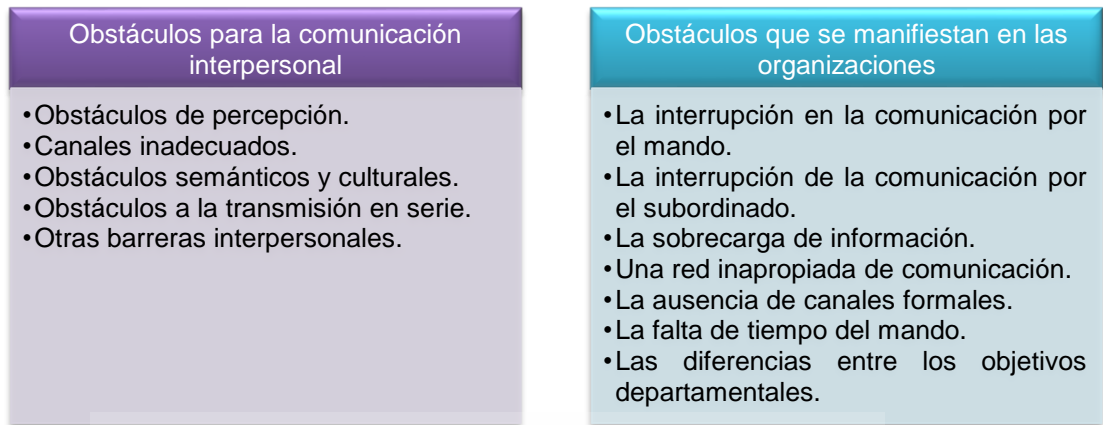 Obstáculos para la comunicación
interpersonal
•Obstáculos de percepción.
•Canales inadecuados.
•Obstáculos semánticos y culturales.
•Obstáculos a la transmisión en serie.
•Otras barreras interpersonales.
Obstáculos que se manifiestan en las
organizaciones
•La interrupción en la comunicación por
el mando.
•La interrupción de la comunicación por
el subordinado.
•La sobrecarga de información.
•Una red inapropiada de comunicación.
•La ausencia de canales formales.
•La falta de tiempo del mando.
•Las diferencias entre los objetivos
departamentales.